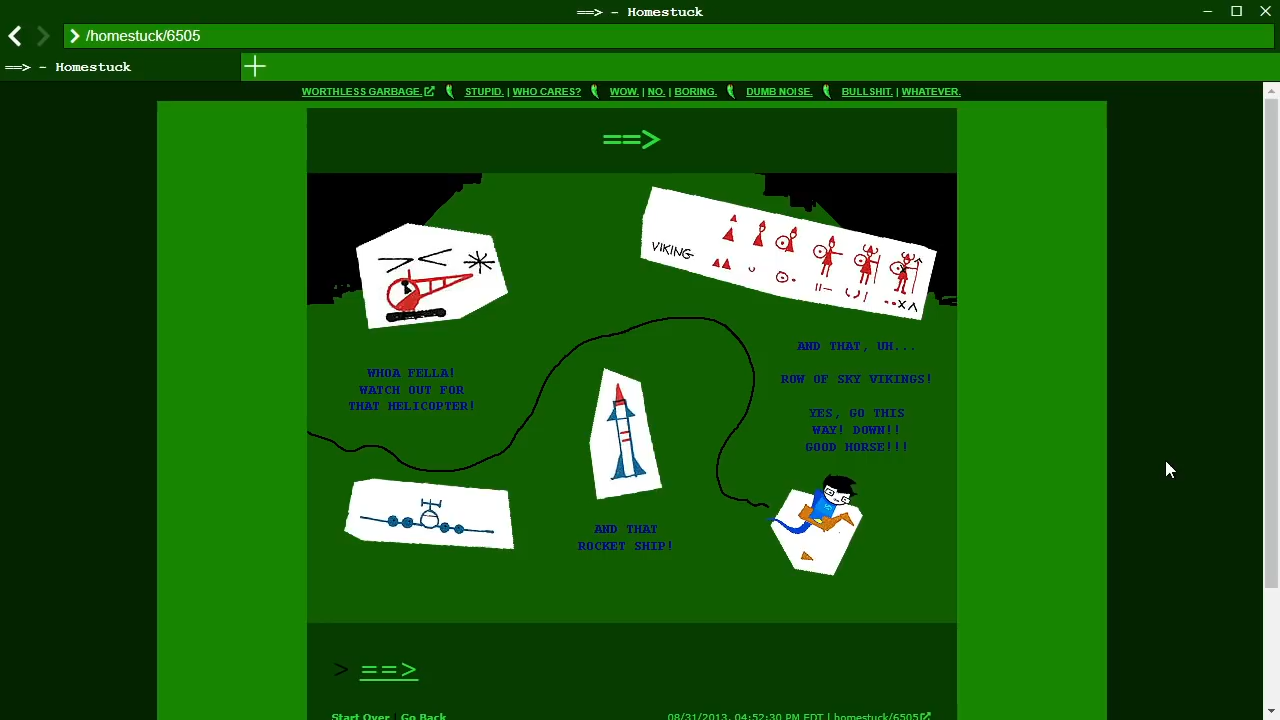 ==> - Homestuck
/homestuck/6505
==> - Homestuck
WORTHLESS GARBAGE. STUPID. | WHO CARES? WOW. | NO. | BORING. DUMB NOISE. BULLSHIT. | WHATEVER.
==>
VIKING
WHOA FELLA!
WATCH OUT FOR
THAT HELICOPTER!
AND THAT, UH...
ROW OF SKY VIKINGS!
YES, GO THIS
WAY! DOWN!!
GOOD HORSE!!!
AND THAT
ROCKET SHIP!
> ==>
Start Over | Go Back
08/31/2013, 04:52:30 PM EDT | homestuck/6505